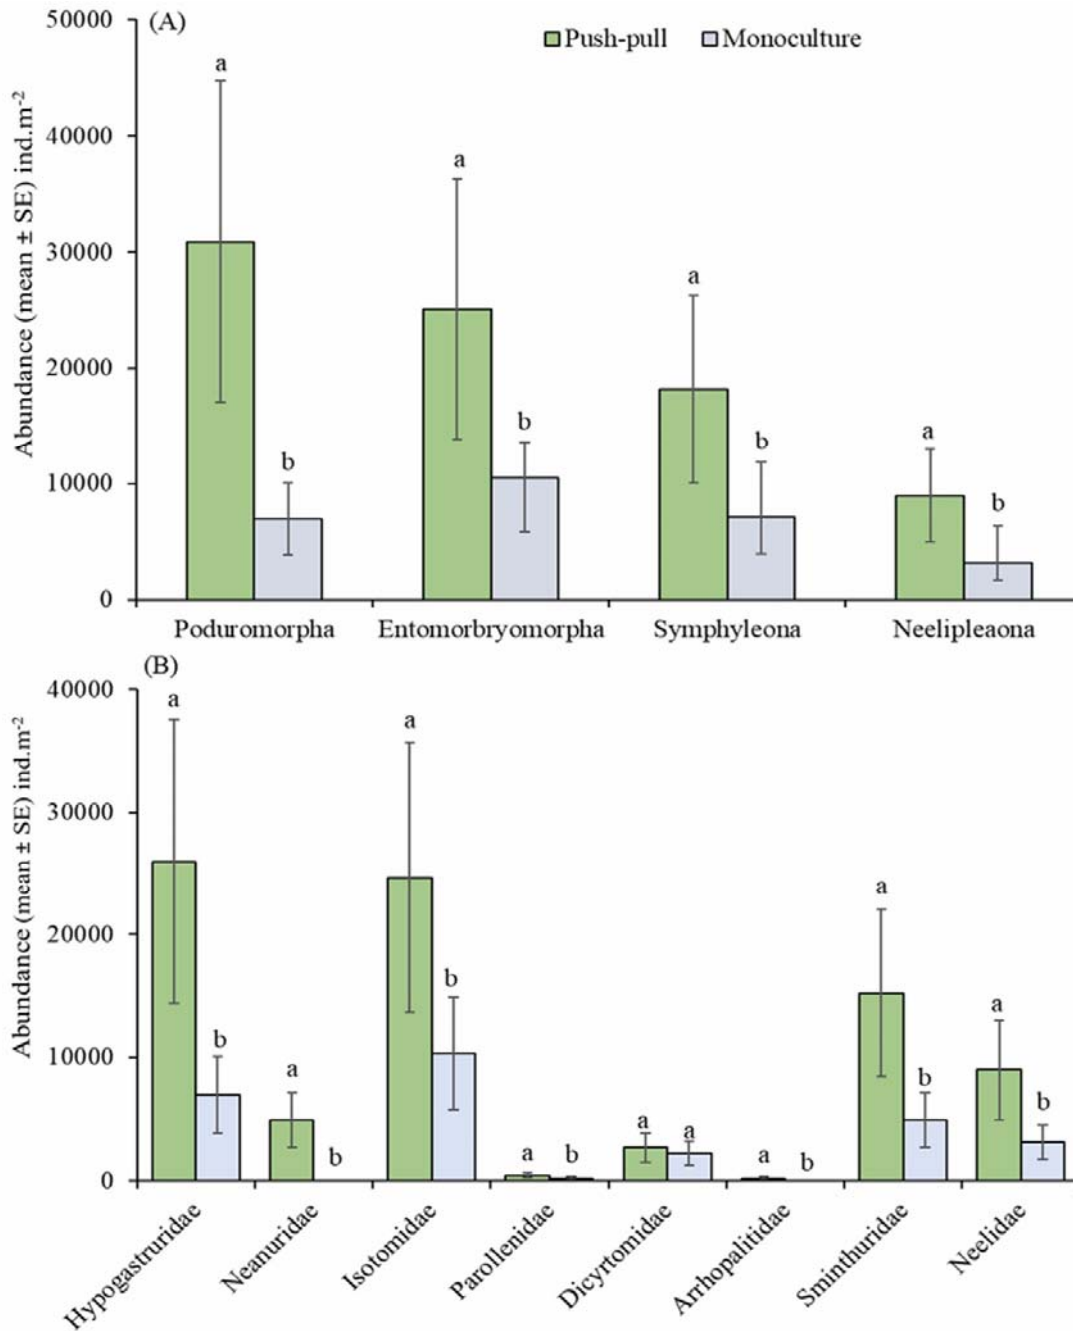 (A)
Push-pull Monoculture
Abundance (mean ± SE) ind.m⁻²
50000
40000
30000
20000
10000
0
a
b
a
b
a
b
a
b
Poduromorpha Entomorbryomorpha Symphyleona Neelipleaona
(B)
Abundance (mean ± SE) ind.m⁻²
40000
30000
20000
10000
0
a
b
a
b
a
b
a
b
a
a
a
b
a
b
a
b
Hypogastruridae Neanuridae Isotomidae Parollenidae Dicyrtomidae Arrhopalitidae Sminthuridae Neelidae